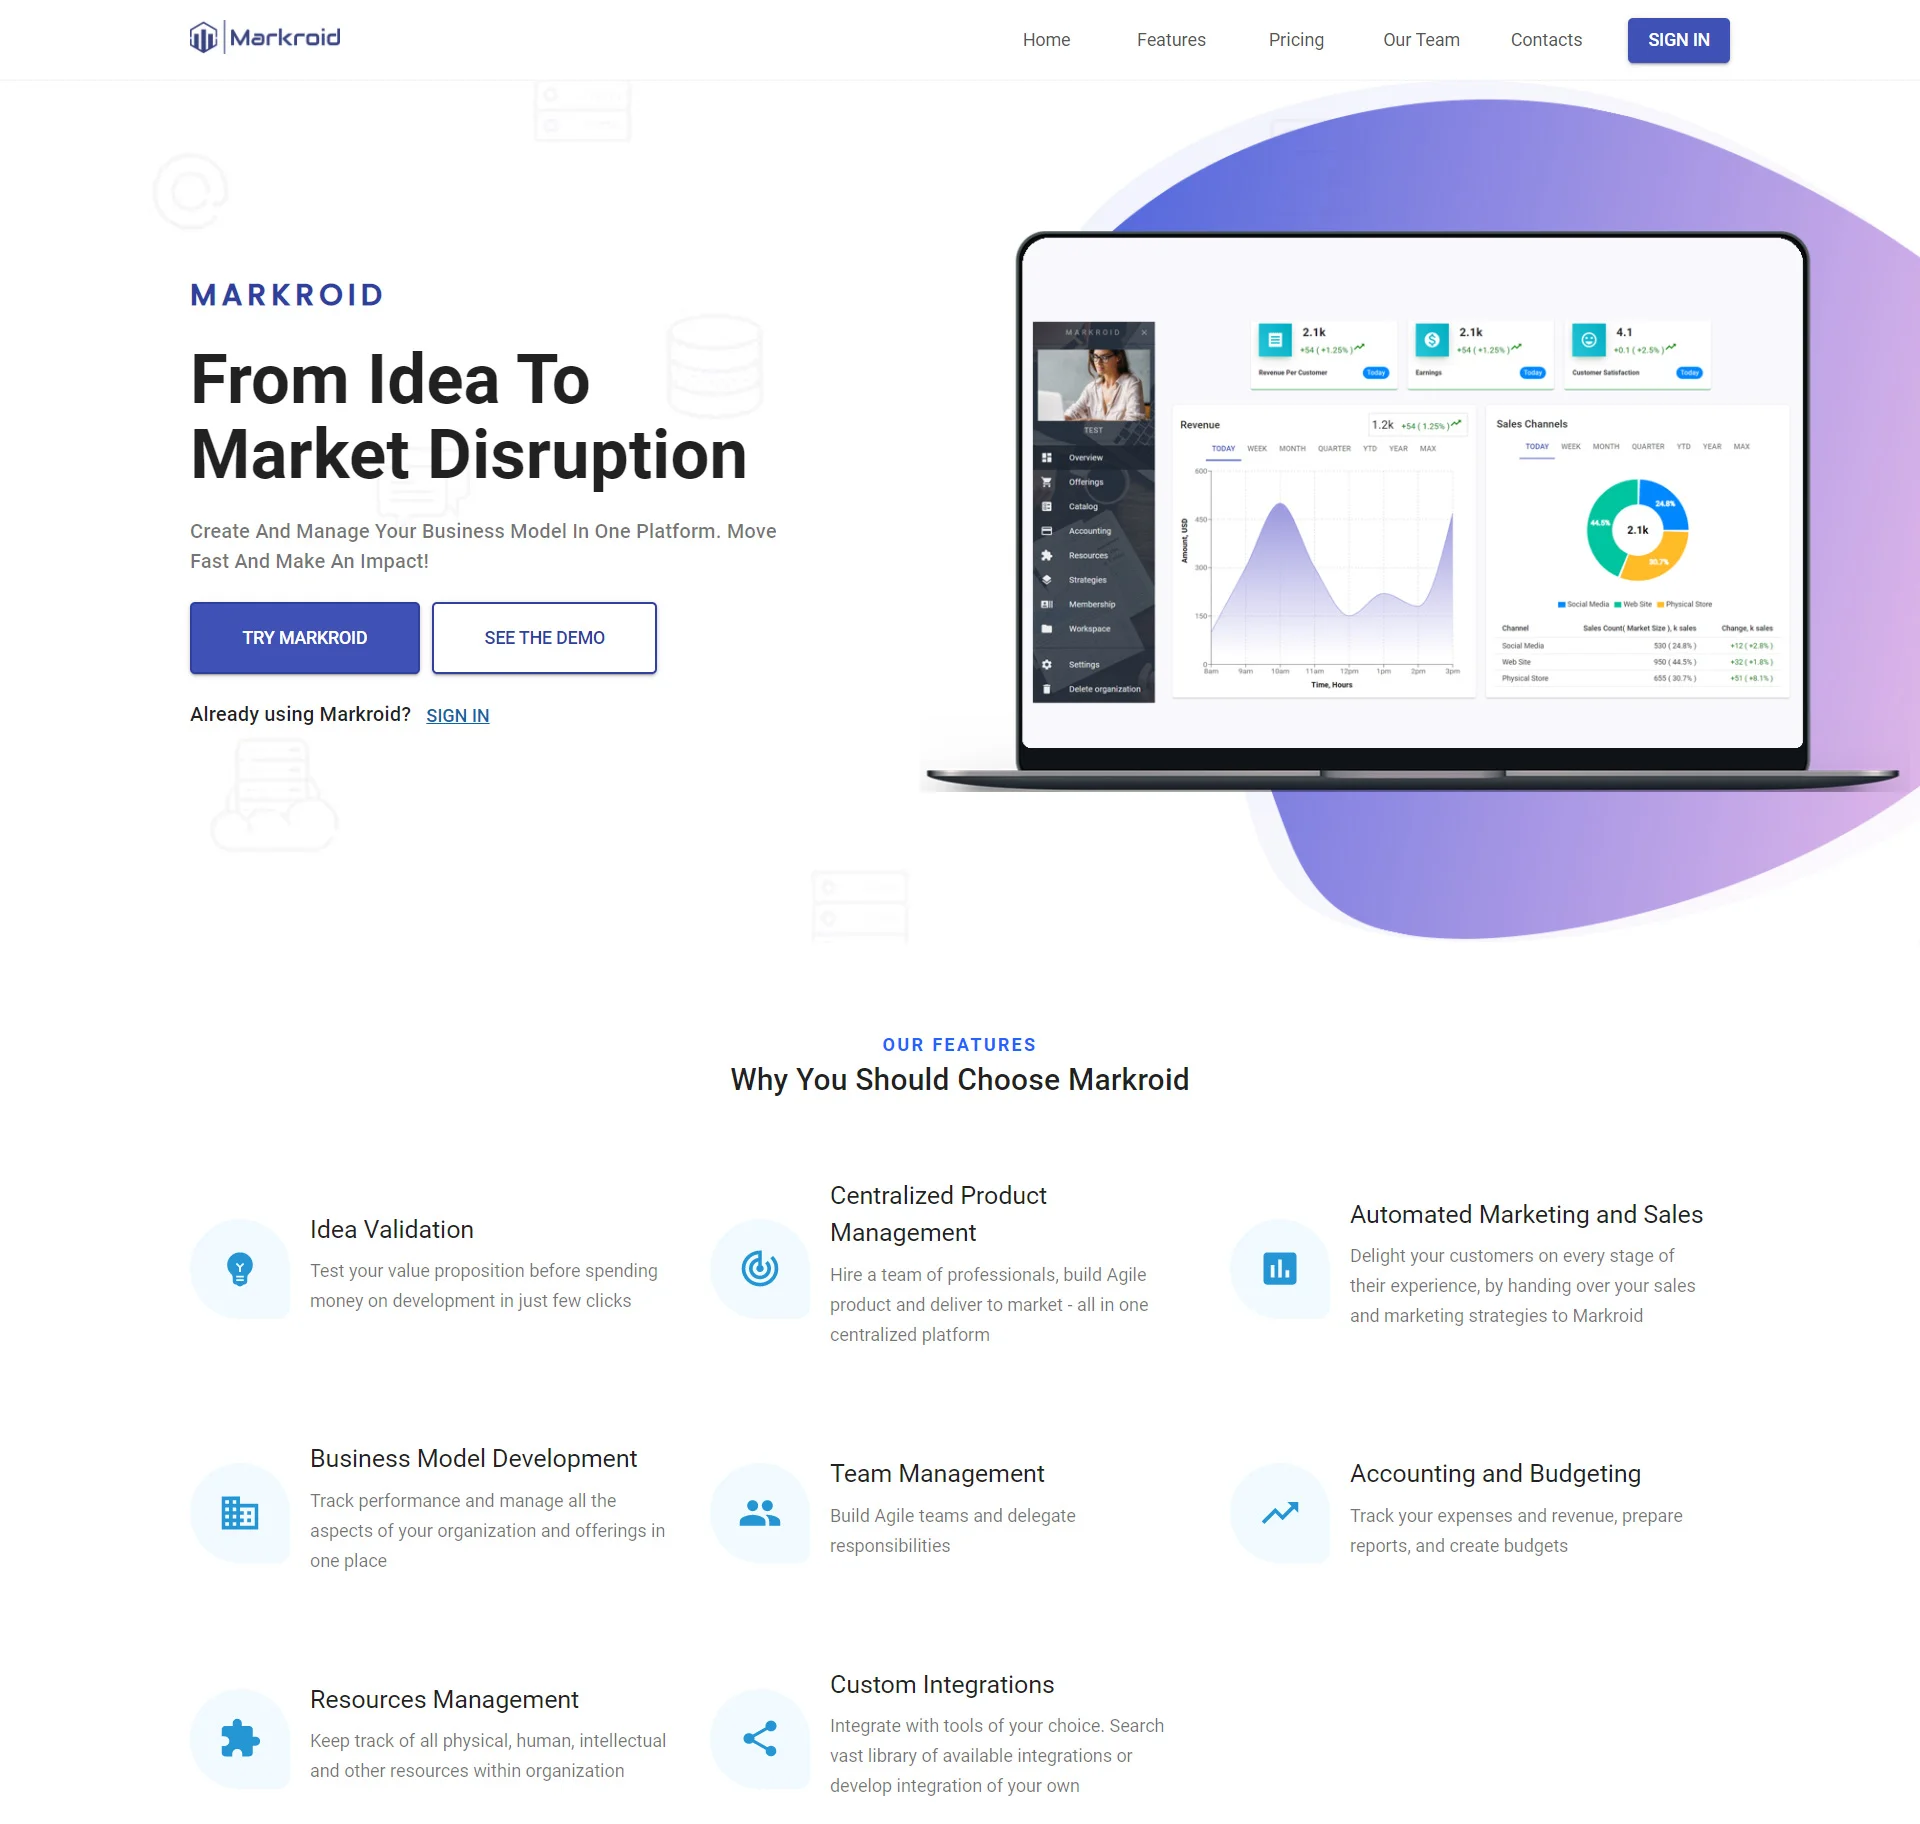 Markroid
Home
Features
Pricing
Our Team
Contacts
SIGN IN
MARKROID
From Idea To
Market Disruption
Create And Manage Your Business Model In One Platform. Move
Fast And Make An Impact!
TRY MARKROID
SEE THE DEMO
Already using Markroid?
SIGN IN
MARKROID
TEST
Overview
Offerings
Catalog
Accounting
Resources
Strategies
Membership
Workspace
Settings
Delete organization
2.1k
+54 ( +1.25% )
Revenue Per Customer
Today
2.1k
+54 ( +1.25% )
Earnings
Today
4.1
+0.1 ( +2.5% )
Customer Satisfaction
Today
Revenue
1.2k
+54 ( 1.25% )
TODAY WEEK MONTH QUARTER YTD YEAR MAX
Amount, USD
600
450
300
150
0
8am 9am 10am 11am 12pm 1pm 2pm 3pm
Time, Hours
Sales Channels
TODAY WEEK MONTH QUARTER YTD YEAR MAX
24.8%
44.5%
2.1k
30.7%
Social Media Web Site Physical Store
Channel Sales Count( Market Size ), k sales Change, k sales
Social Media 530 ( 24.8% ) +12 ( +2.8% )
Web Site 950 ( 44.5% ) +32 ( +1.8% )
Physical Store 655 ( 30.7% ) +51 ( +8.1% )
OUR FEATURES
Why You Should Choose Markroid
Idea Validation
Test your value proposition before spending
money on development in just few clicks
Centralized Product
Management
Hire a team of professionals, build Agile
product and deliver to market - all in one
centralized platform
Automated Marketing and Sales
Delight your customers on every stage of
their experience, by handing over your sales
and marketing strategies to Markroid
Business Model Development
Track performance and manage all the
aspects of your organization and offerings in
one place
Team Management
Build Agile teams and delegate
responsibilities
Accounting and Budgeting
Track your expenses and revenue, prepare
reports, and create budgets
Resources Management
Keep track of all physical, human, intellectual
and other resources within organization
Custom Integrations
Integrate with tools of your choice. Search
vast library of available integrations or
develop integration of your own